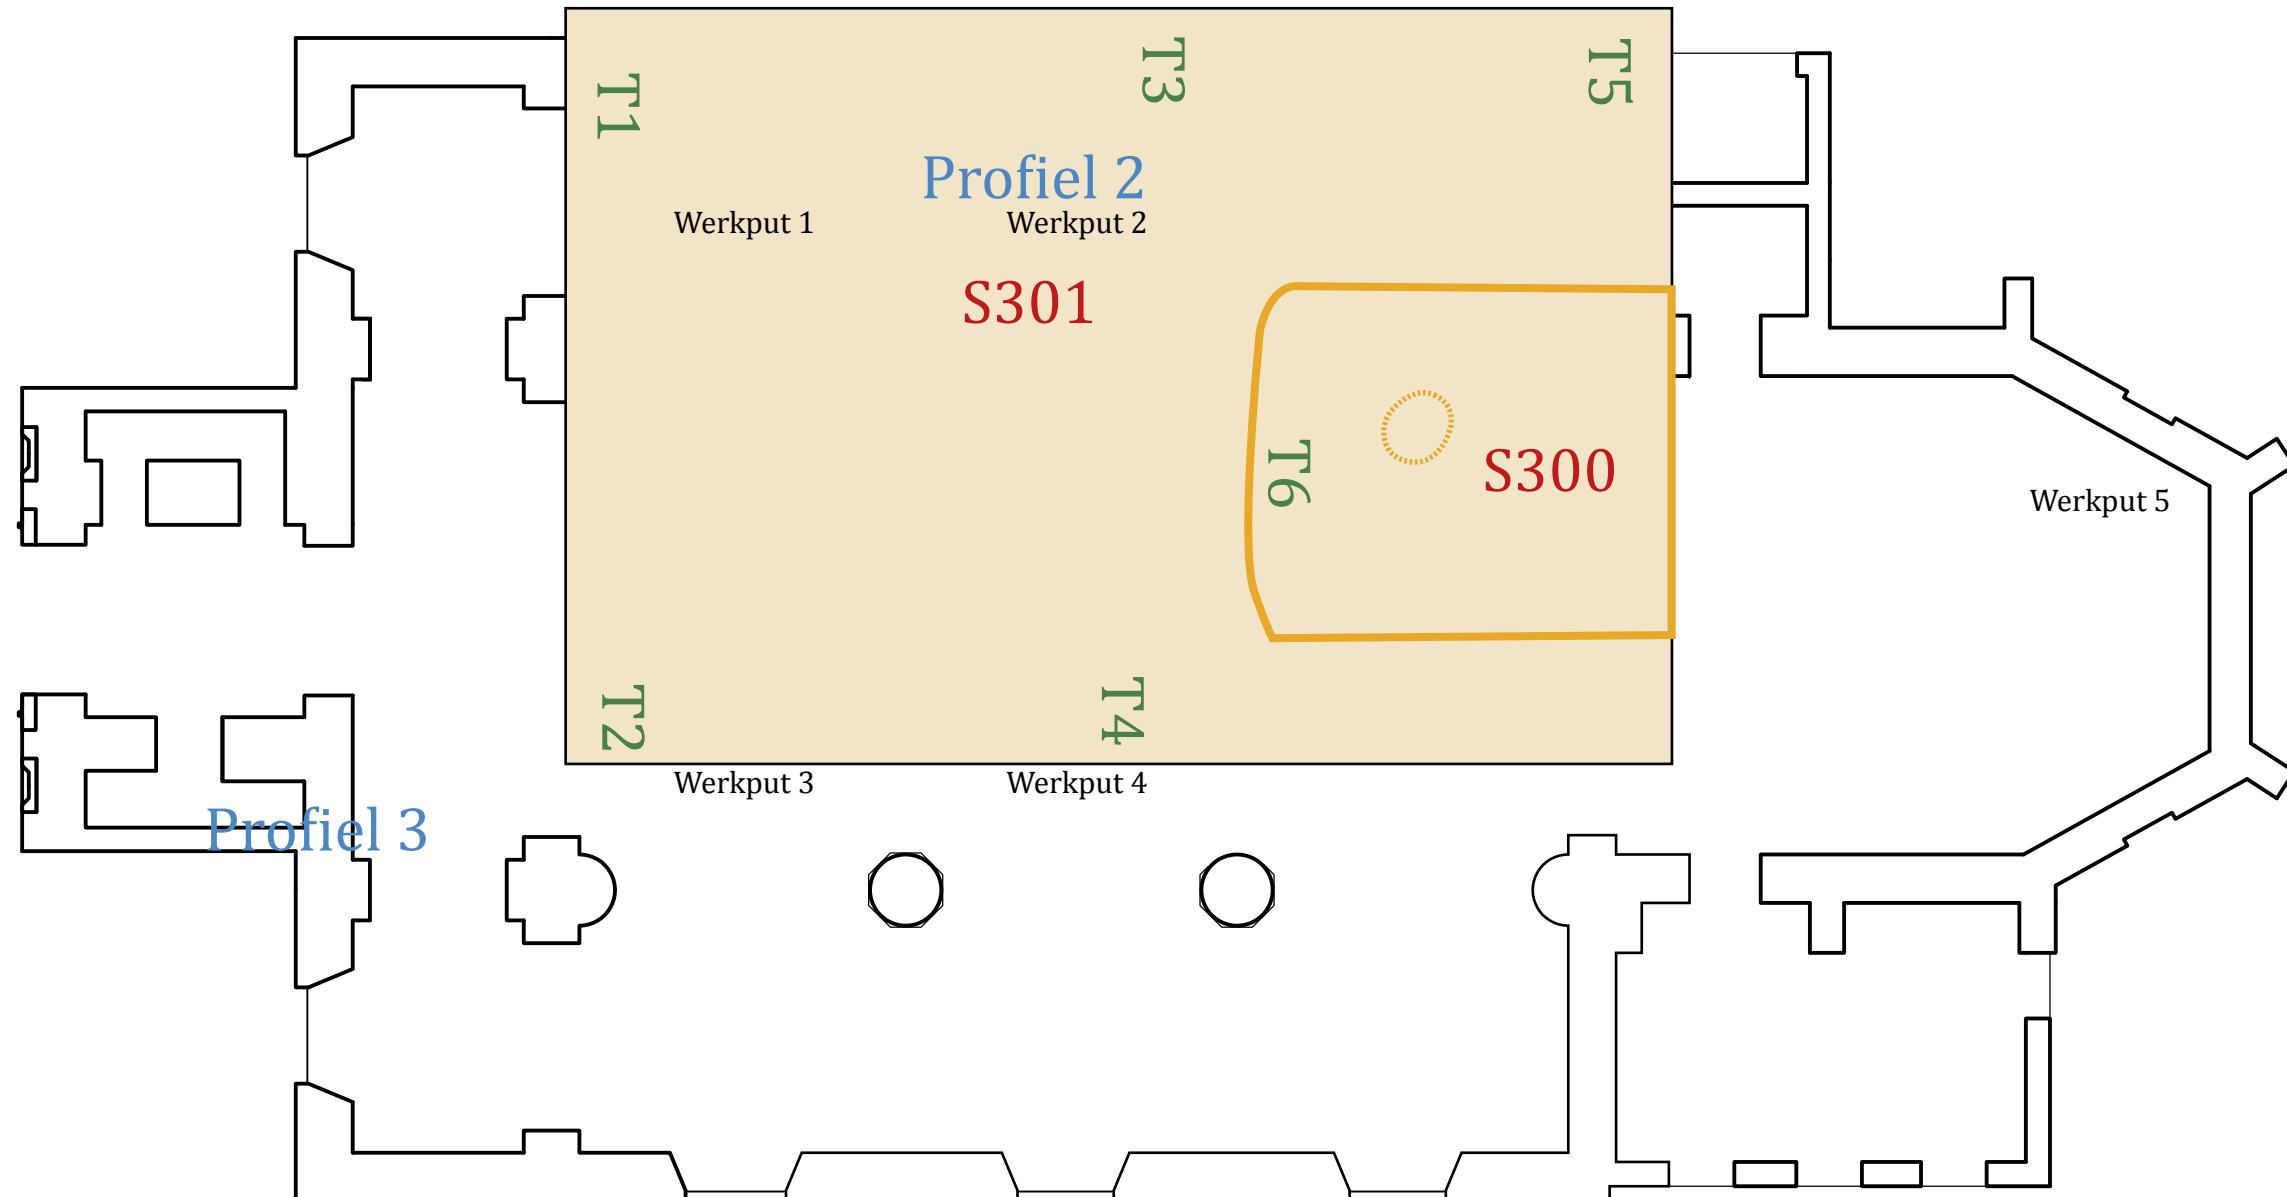 T1
T3
T5
Profiel 2
Werkput 1
Werkput 2
S301
T6
S300
Werkput 5
T2
T4
Werkput 3
Werkput 4
Profiel 3